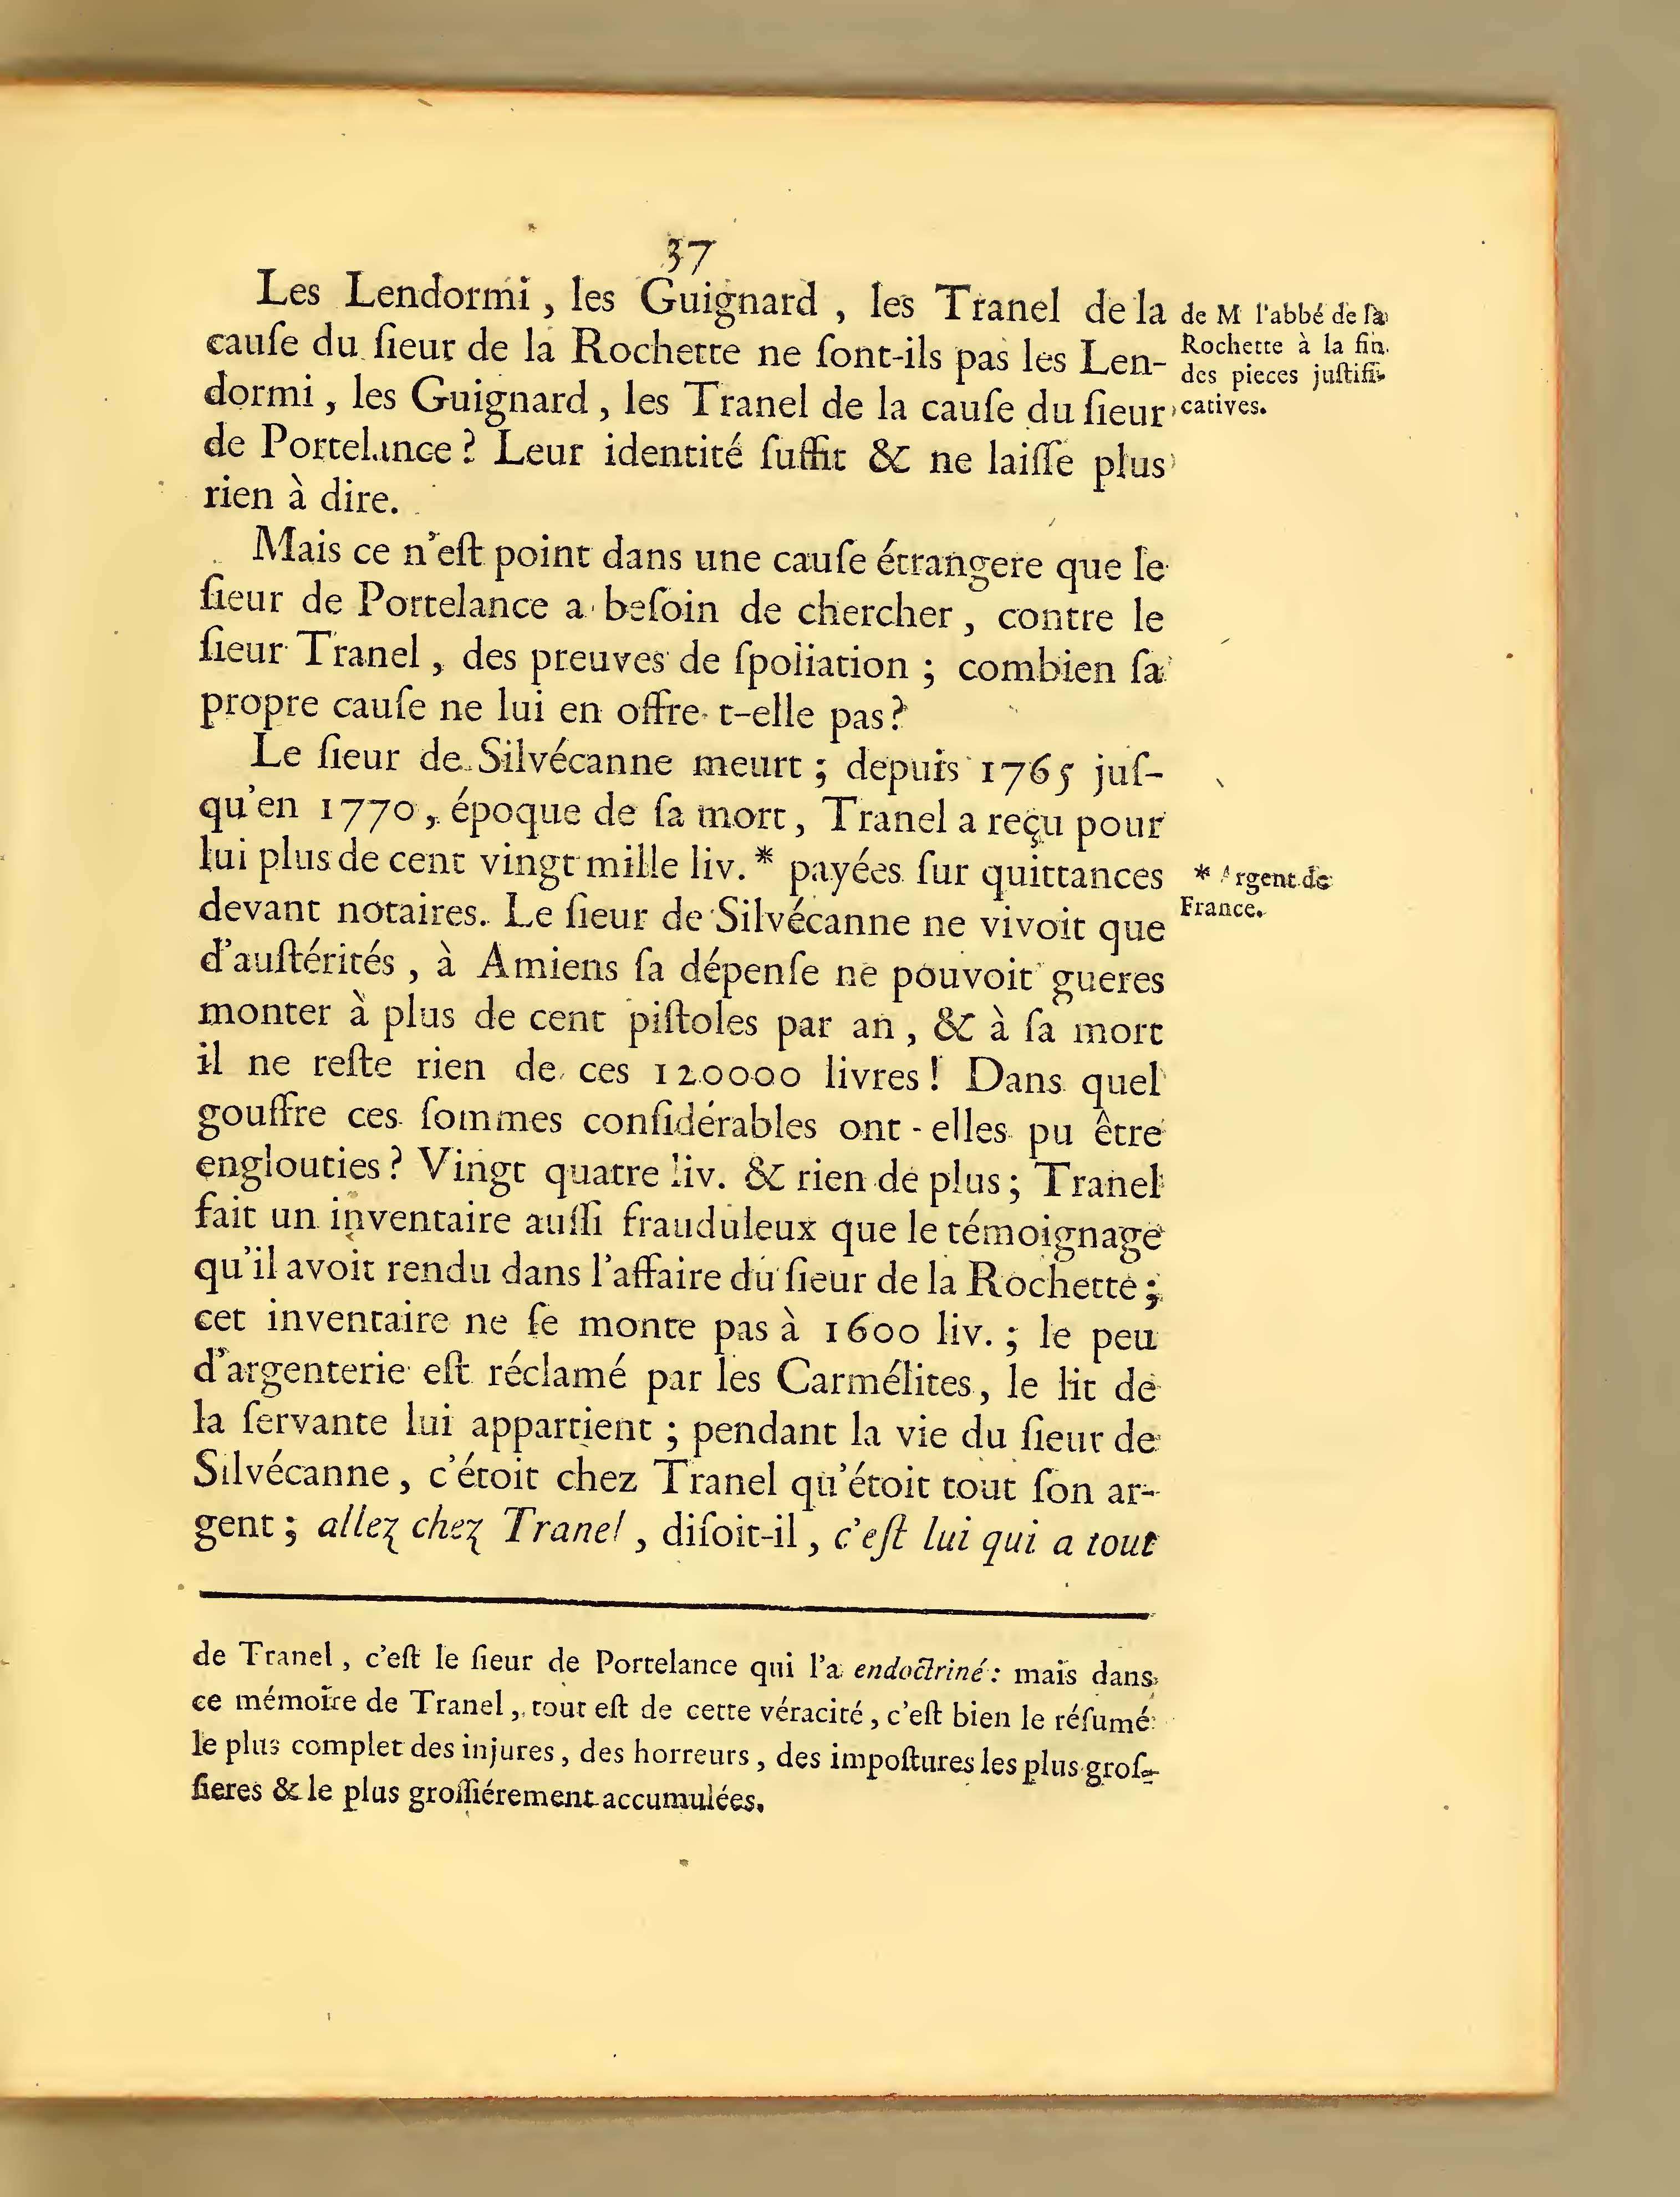 37
Les Lendormi, les Guignard, les Tranel de la
cauſe du ſieur de la Rochette ne ſont-ils pas les Len-
dormi, les Guignard, les Tranel de la cauſe du ſieur
de Portelance ? Leur identité ſuffit & ne laiſſe plus
rien à dire.
de M l'abbé de la
Rochette à la fin
des pieces juſtifi-
catives.
Mais ce n'eſt point dans une cauſe étrangere que le
ſieur de Portelance a beſoin de chercher, contre le
ſieur Tranel, des preuves de ſpoliation ; combien ſa
propre cauſe ne lui en offre-t-elle pas ?
Le ſieur de Silvécanne meurt ; depuis 1765 juſ-
qu'en 1770, époque de ſa mort, Tranel a reçu pour
lui plus de cent vingt mille liv. * payées ſur quittances
devant notaires. Le ſieur de Silvécanne ne vivoit que
d'auſtérités, à Amiens ſa dépenſe ne pouvoit gueres
monter à plus de cent piſtoles par an, & à ſa mort
il ne reſte rien de ces 120000 livres ! Dans quel
gouffre ces ſommes conſidérables ont-elles pu être
englouties ? Vingt quatre liv. & rien de plus ; Tranel
fait un inventaire auſſi frauduleux que le témoignage
qu'il avoit rendu dans l'affaire du ſieur de la Rochette ;
cet inventaire ne ſe monte pas à 1600 liv. ; le peu
d'argenterie eſt réclamé par les Carmélites, le lit de
la ſervante lui appartient ; pendant la vie du ſieur de
Silvécanne, c'étoit chez Tranel qu'étoit tout ſon ar-
gent ; allez chez Tranel, diſoit-il, c'eſt lui qui a tout
* Argent de
France.
de Tranel, c'eſt le ſieur de Portelance qui l'a endoctriné : mais dans
ce mémoire de Tranel, tout eſt de cette véracité, c'eſt bien le réſumé
le plus complet des injures, des horreurs, des impoſtures les plus groſ-
ſieres & le plus groſſiérement accumulées.